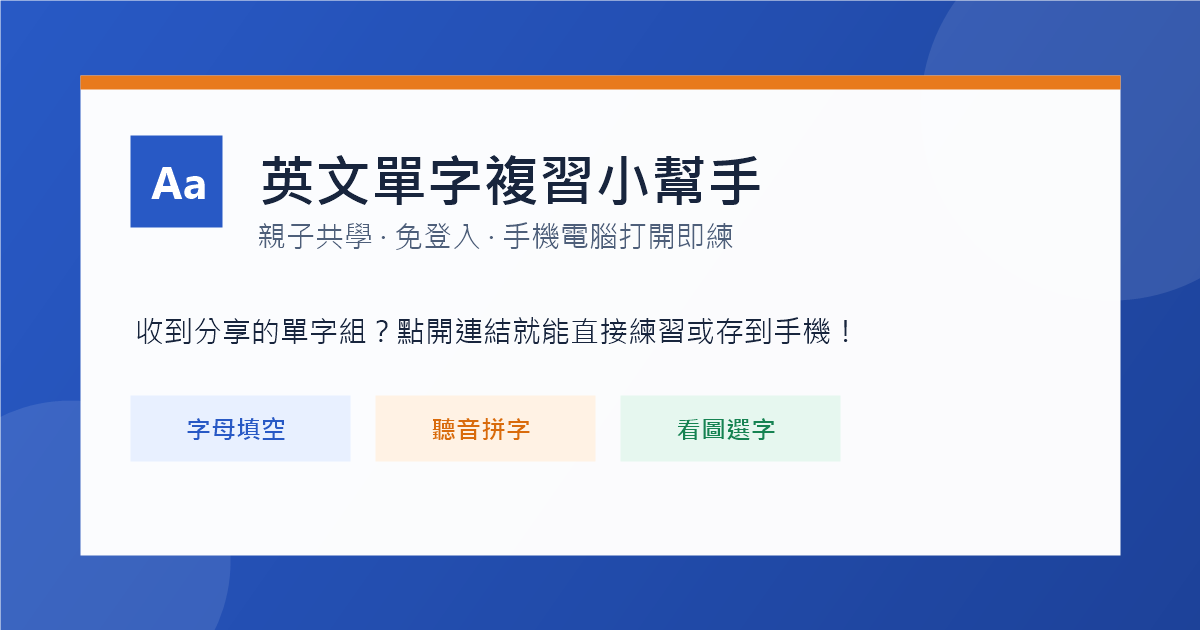 Aa
英文單字複習小幫手
親子共學 · 免登入 · 手機電腦打開即練
收到分享的單字組？點開連結就能直接練習或存到手機！
字母填空
聽音拼字
看圖選字